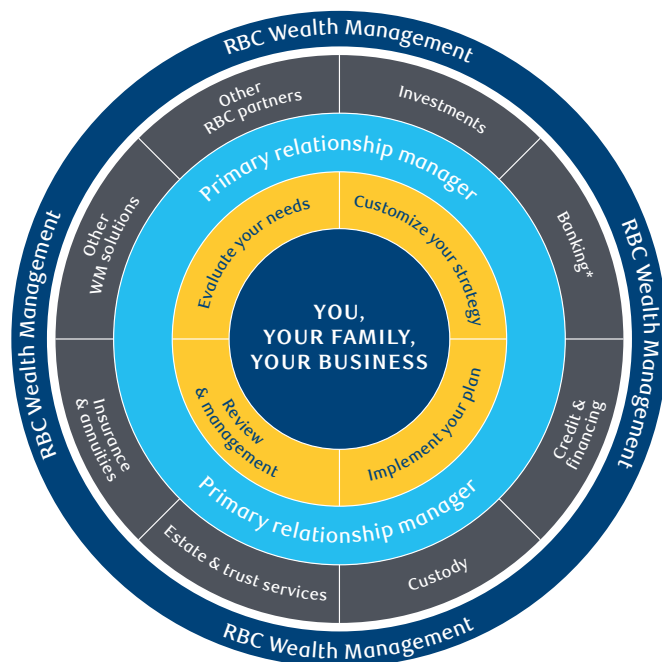 RBC Wealth Management
RBC Wealth Management
RBC Wealth Management
RBC Wealth Management
Investments
Banking*
Credit &
financing
Custody
Estate & trust services
Insurance
& annuities
Other
WM solutions
Other
RBC partners
Primary relationship manager
Primary relationship manager
Evaluate your needs
Customize your strategy
Implement your plan
Review
& management
YOU,
YOUR FAMILY,
YOUR BUSINESS